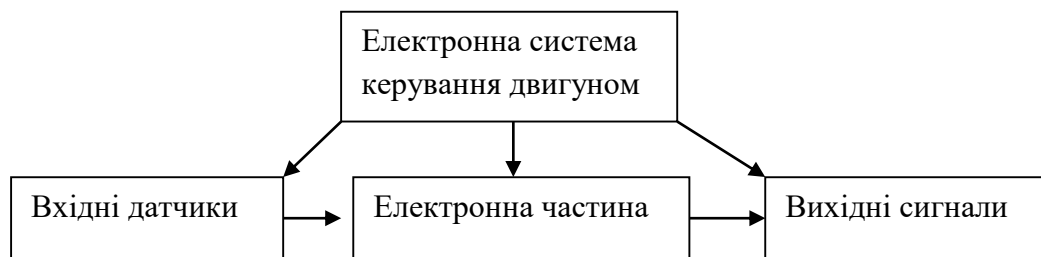 Електронна система
керування двигуном
Вхідні датчики
Електронна частина
Вихідні сигнали